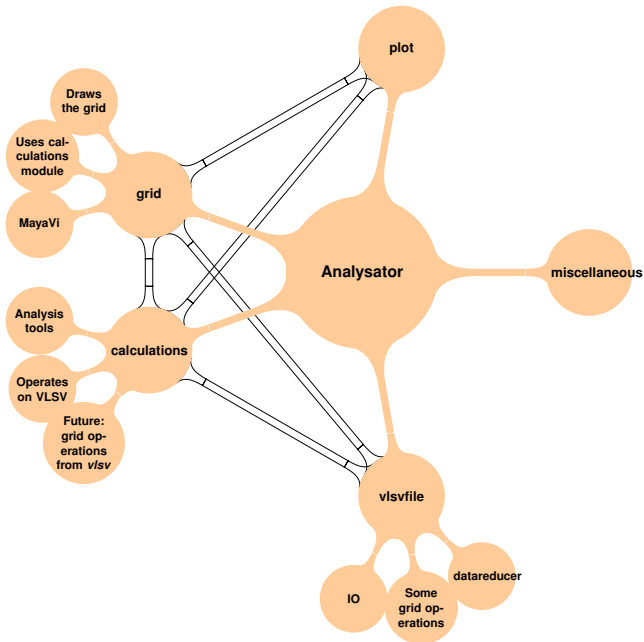 plot
Draws
the grid
Uses cal-
culations
module
grid
MayaVi
Analysator
miscellaneous
Analysis
tools
calculations
Operates
on VLSV
Future:
grid op-
erations
from vlsv
vlsvfile
datareducer
IO
Some
grid op-
erations